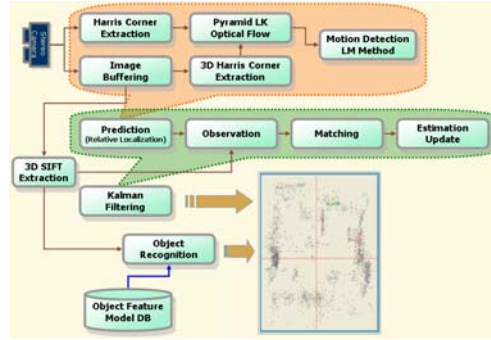 Stereo
Camera
Harris Corner
Extraction
Pyramid LK
Optical Flow
Motion Detection
LM Method
Image
Buffering
3D Harris Corner
Extraction
Prediction
(Relative Localization)
Observation
Matching
Estimation
Update
3D SIFT
Extraction
Kalman
Filtering
Object
Recognition
Object Feature
Model DB